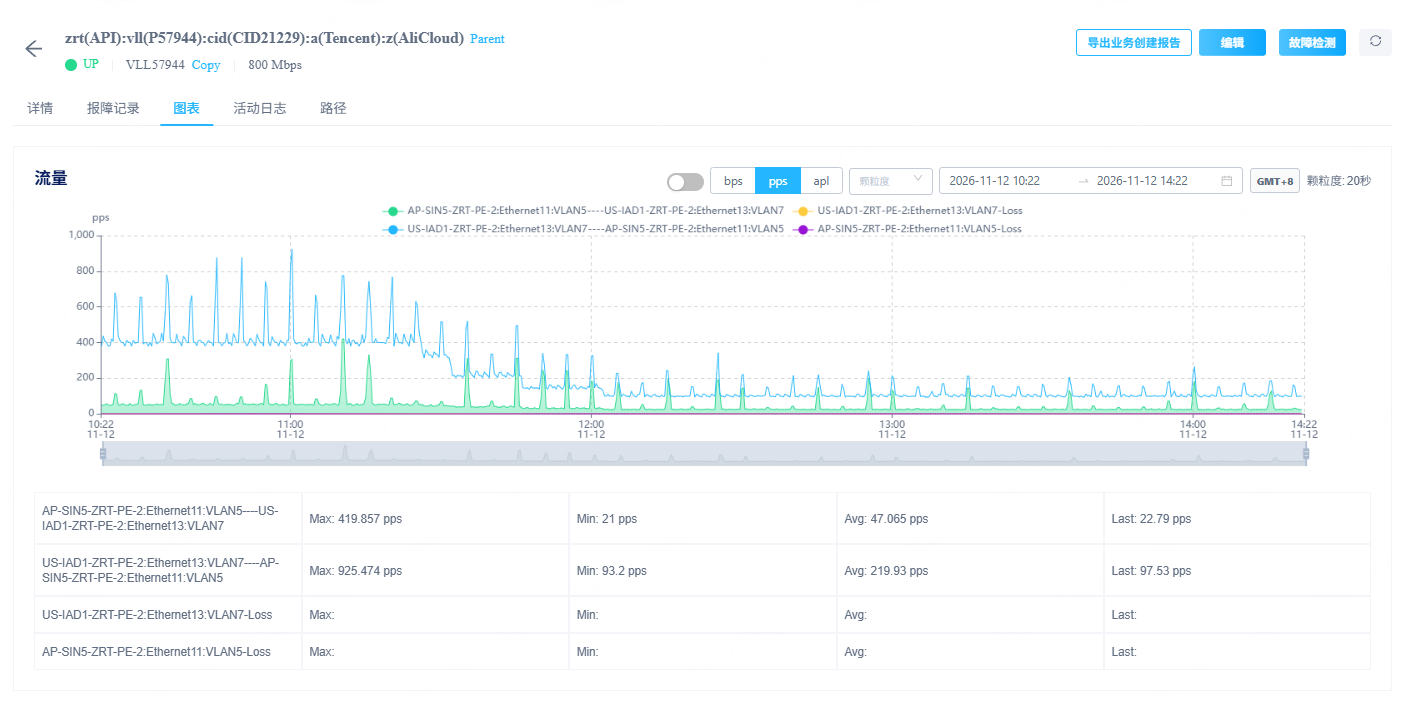 zrt(API):vll(P57944):cid(CID21229):a(Tencent):z(AliCloud) Parent
导出业务创建报告 编辑 故障检测
UP VLL57944 Copy 800 Mbps
详情 报障记录 图表 活动日志 路径
流量
bps pps apl 颗粒度 2026-11-12 10:22 2026-11-12 14:22 GMT+8 颗粒度: 20秒
AP-SIN5-ZRT-PE-2:Ethernet11:VLAN5----US-IAD1-ZRT-PE-2:Ethernet13:VLAN7 US-IAD1-ZRT-PE-2:Ethernet13:VLAN7-Loss
US-IAD1-ZRT-PE-2:Ethernet13:VLAN7----AP-SIN5-ZRT-PE-2:Ethernet11:VLAN5 AP-SIN5-ZRT-PE-2:Ethernet11:VLAN5-Loss
pps
1,000
800
600
400
200
0
10:22 11:00 12:00 13:00 14:00 14:22
11-12 11-12 11-12 11-12 11-12 11-12
AP-SIN5-ZRT-PE-2:Ethernet11:VLAN5----US-
IAD1-ZRT-PE-2:Ethernet13:VLAN7
Max: 419.857 pps Min: 21 pps Avg: 47.065 pps Last: 22.79 pps
US-IAD1-ZRT-PE-2:Ethernet13:VLAN7----AP-
SIN5-ZRT-PE-2:Ethernet11:VLAN5
Max: 925.474 pps Min: 93.2 pps Avg: 219.93 pps Last: 97.53 pps
US-IAD1-ZRT-PE-2:Ethernet13:VLAN7-Loss Max: Min: Avg: Last:
AP-SIN5-ZRT-PE-2:Ethernet11:VLAN5-Loss Max: Min: Avg: Last: